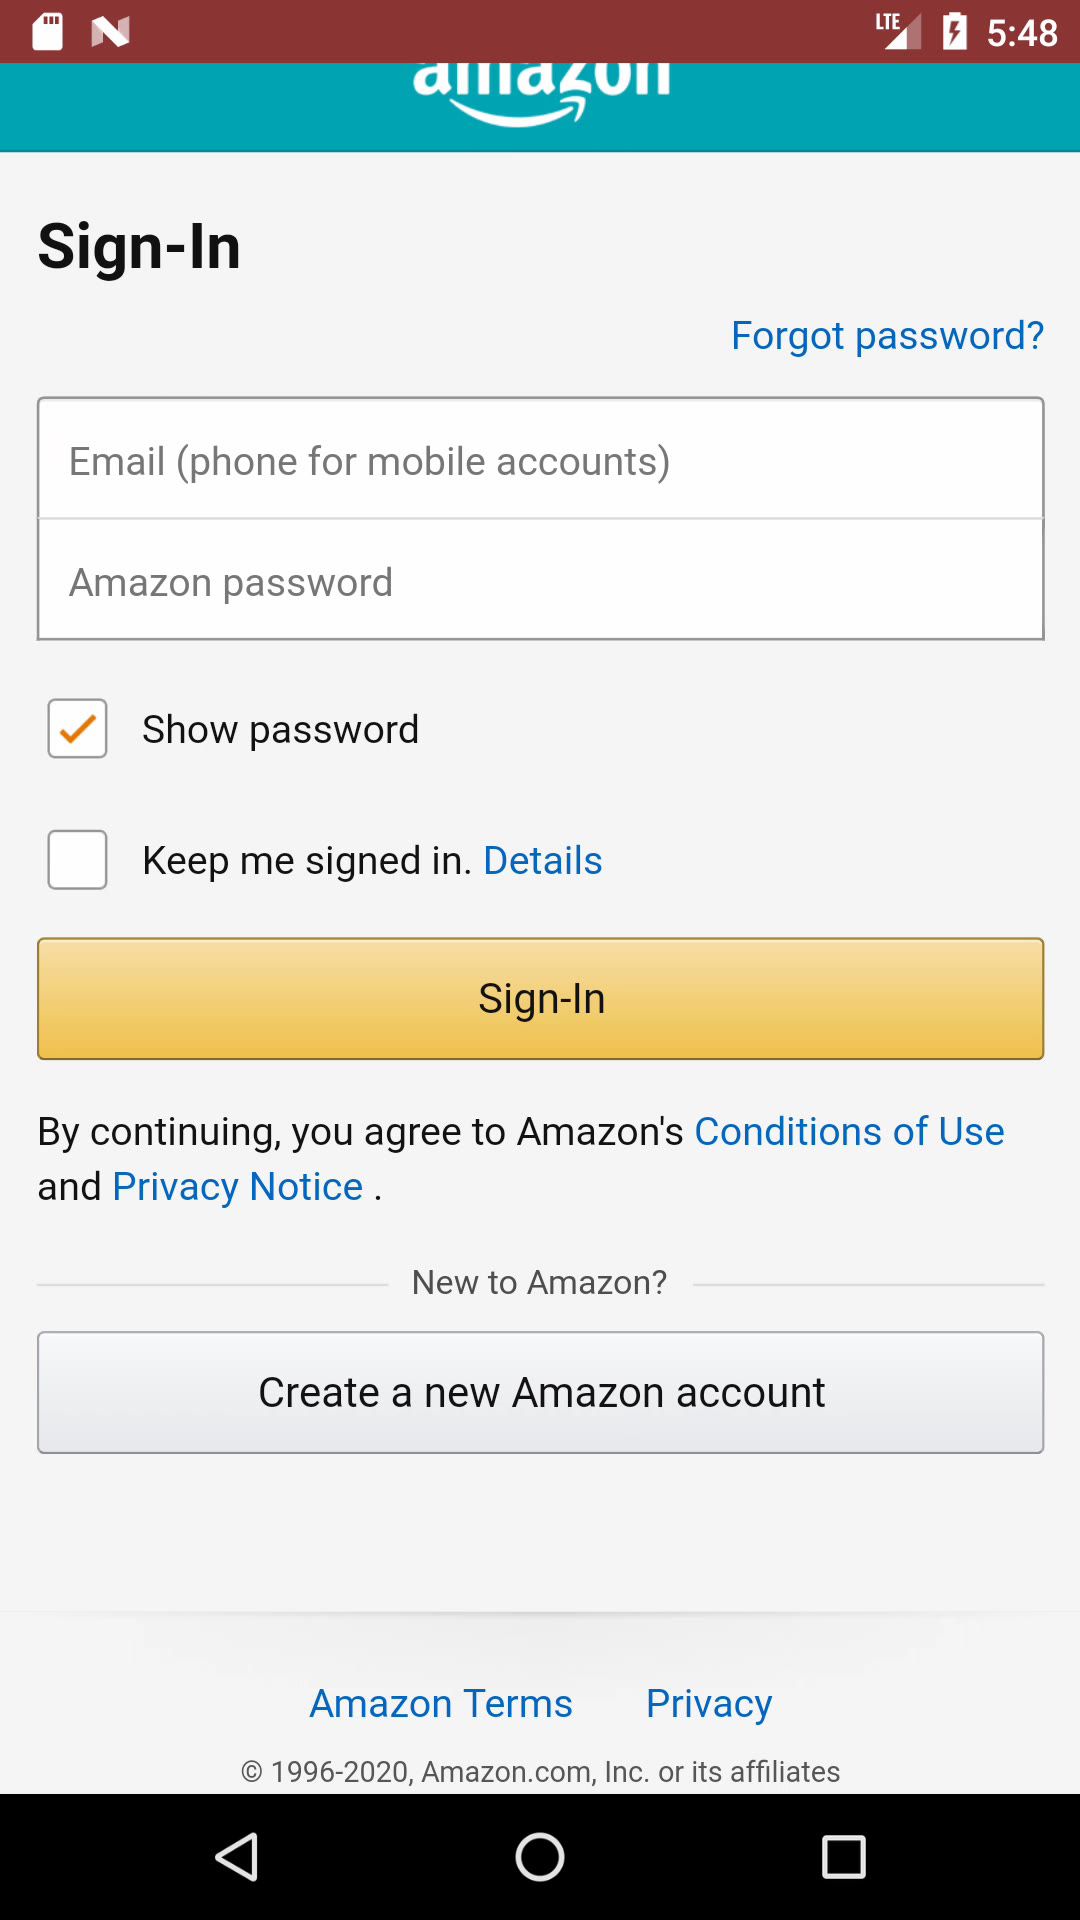 LTE 5:48
amazon
Sign-In
Forgot password?
Email (phone for mobile accounts)
Amazon password
Show password
Keep me signed in. Details
Sign-In
By continuing, you agree to Amazon's Conditions of Use
and Privacy Notice .
New to Amazon?
Create a new Amazon account
Amazon Terms Privacy
© 1996-2020, Amazon.com, Inc. or its affiliates